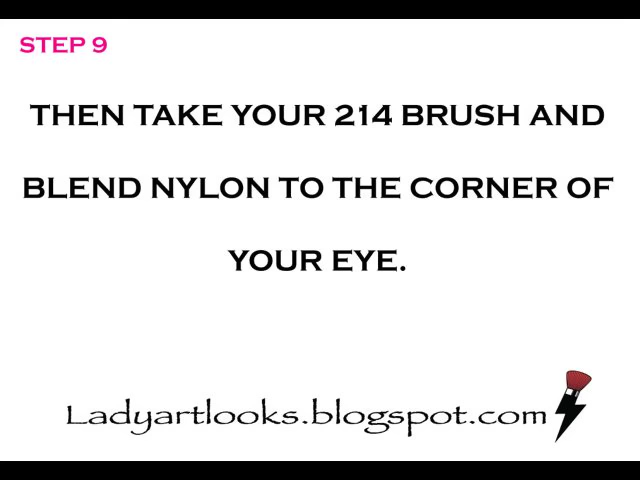 STEP 9
THEN TAKE YOUR 214 BRUSH AND
BLEND NYLON TO THE CORNER OF
YOUR EYE.
Ladyartlooks.blogspot.com